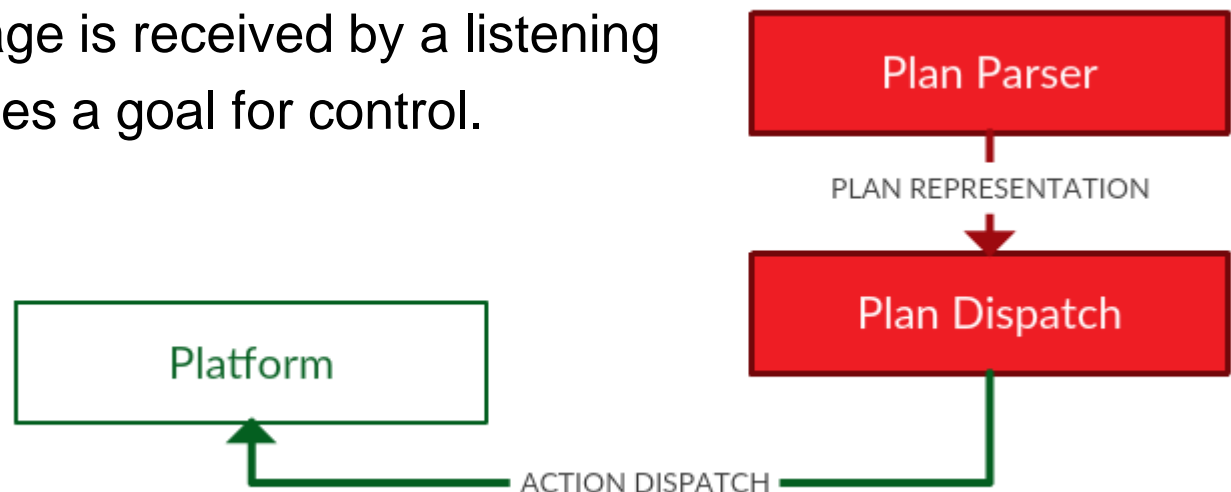 age is received by a listening
es a goal for control.
Plan Parser
PLAN REPRESENTATION
Plan Dispatch
Platform
ACTION DISPATCH